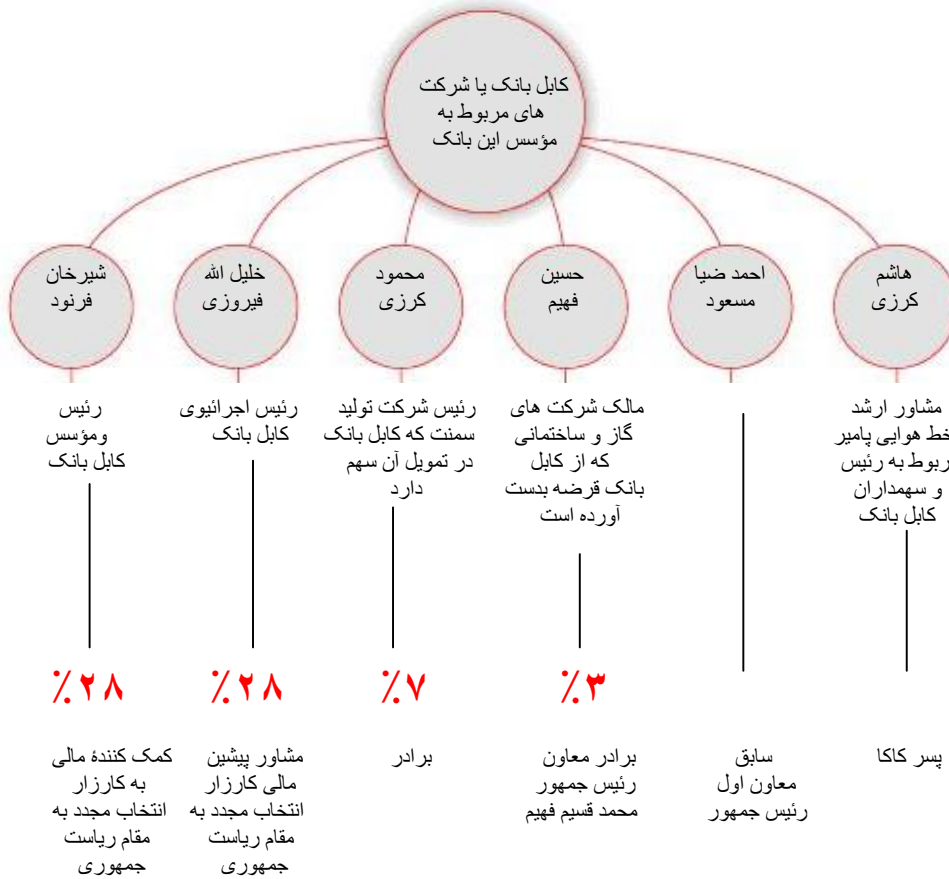 کابل بانک یا شرکت
های مربوط به
مؤسس این بانک
هاشم
کرزی
احمد ضیا
مسعود
حسین
فهیم
محمود
کرزی
خلیل الله
فیروزی
شیرخان
فرنود
مشاور ارشد
خط هوایی پامیر
مربوط به رئیس
و سهمداران
کابل بانک
مالک شرکت های
گاز و ساختمانی
که از کابل
بانک قرضه بدست
آورده است
رئیس شرکت تولید
سمنت که کابل بانک
در تمویل آن سهم
دارد
رئیس اجرائیوی
کابل بانک
رئیس
ومؤسس
کابل بانک
٪۳
٪۷
٪۲۸
٪۲۸
پسر کاکا
سابق
معاون اول
رئیس جمهور
برادر معاون
رئیس جمهور
محمد قسیم فهیم
برادر
مشاور پیشین
مالی کارزار
انتخاب مجدد به
مقام ریاست
جمهوری
کمک کنندۀ مالی
به کارزار
انتخاب مجدد به
مقام ریاست
جمهوری